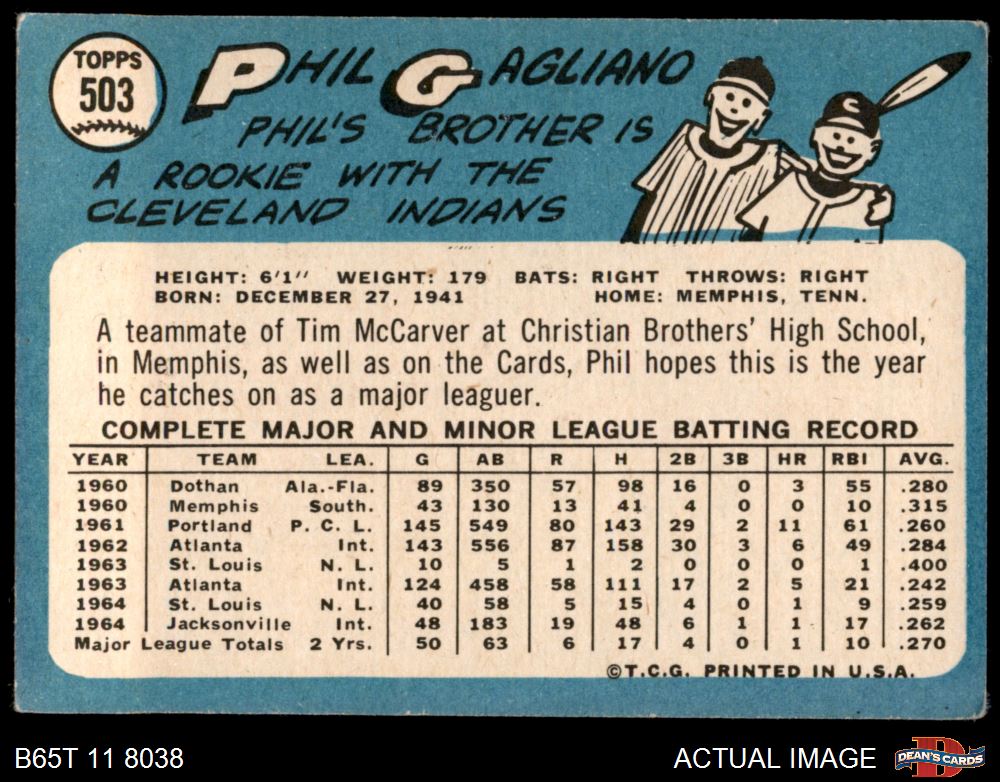 TOPPS
503
PHIL GAGLIANO
PHIL'S BROTHER IS
A ROOKIE WITH THE
CLEVELAND INDIANS
C
HEIGHT: 6'1" WEIGHT: 179 BATS: RIGHT THROWS: RIGHT
BORN: DECEMBER 27, 1941 HOME: MEMPHIS, TENN.
A teammate of Tim McCarver at Christian Brothers' High School,
in Memphis, as well as on the Cards, Phil hopes this is the year
he catches on as a major leaguer.
COMPLETE MAJOR AND MINOR LEAGUE BATTING RECORD
YEAR TEAM LEA. G AB R H 2B 3B HR RBI AVG.
1960 Dothan Ala.-Fla. 89 350 57 98 16 0 3 55 .280
1960 Memphis South. 43 130 13 41 4 0 0 10 .315
1961 Portland P. C. L. 145 549 80 143 29 2 11 61 .260
1962 Atlanta Int. 143 556 87 158 30 3 6 49 .284
1963 St. Louis N. L. 10 5 1 2 0 0 0 1 .400
1963 Atlanta Int. 124 458 58 111 17 2 5 21 .242
1964 St. Louis N. L. 40 58 5 15 4 0 1 9 .259
1964 Jacksonville Int. 48 183 19 48 6 1 1 17 .262
Major League Totals 2 Yrs. 50 63 6 17 4 0 1 10 .270
©T.C.G. PRINTED IN U.S.A.
B65T 11 8038 ACTUAL IMAGE D DEAN'S CARDS